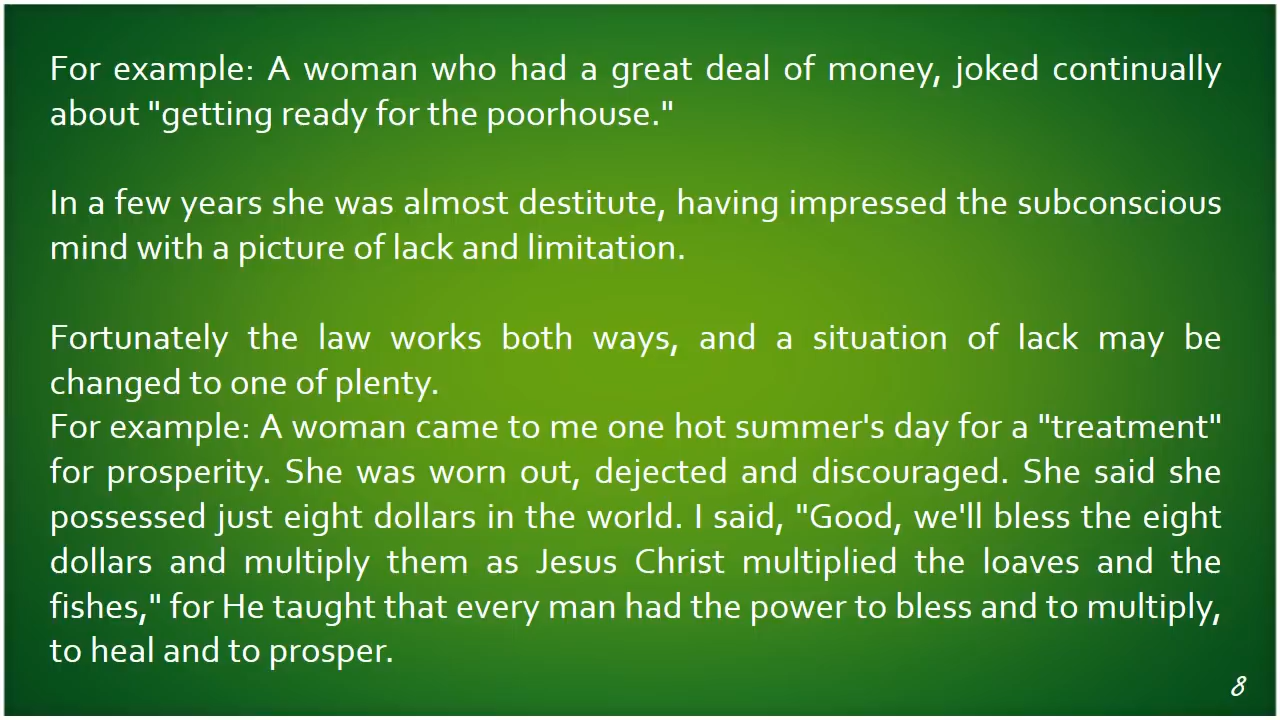 For example: A woman who had a great deal of money, joked continually
about "getting ready for the poorhouse."
In a few years she was almost destitute, having impressed the subconscious
mind with a picture of lack and limitation.
Fortunately the law works both ways, and a situation of lack may be
changed to one of plenty.
For example: A woman came to me one hot summer's day for a "treatment"
for prosperity. She was worn out, dejected and discouraged. She said she
possessed just eight dollars in the world. I said, "Good, we'll bless the eight
dollars and multiply them as Jesus Christ multiplied the loaves and the
fishes," for He taught that every man had the power to bless and to multiply,
to heal and to prosper.
8